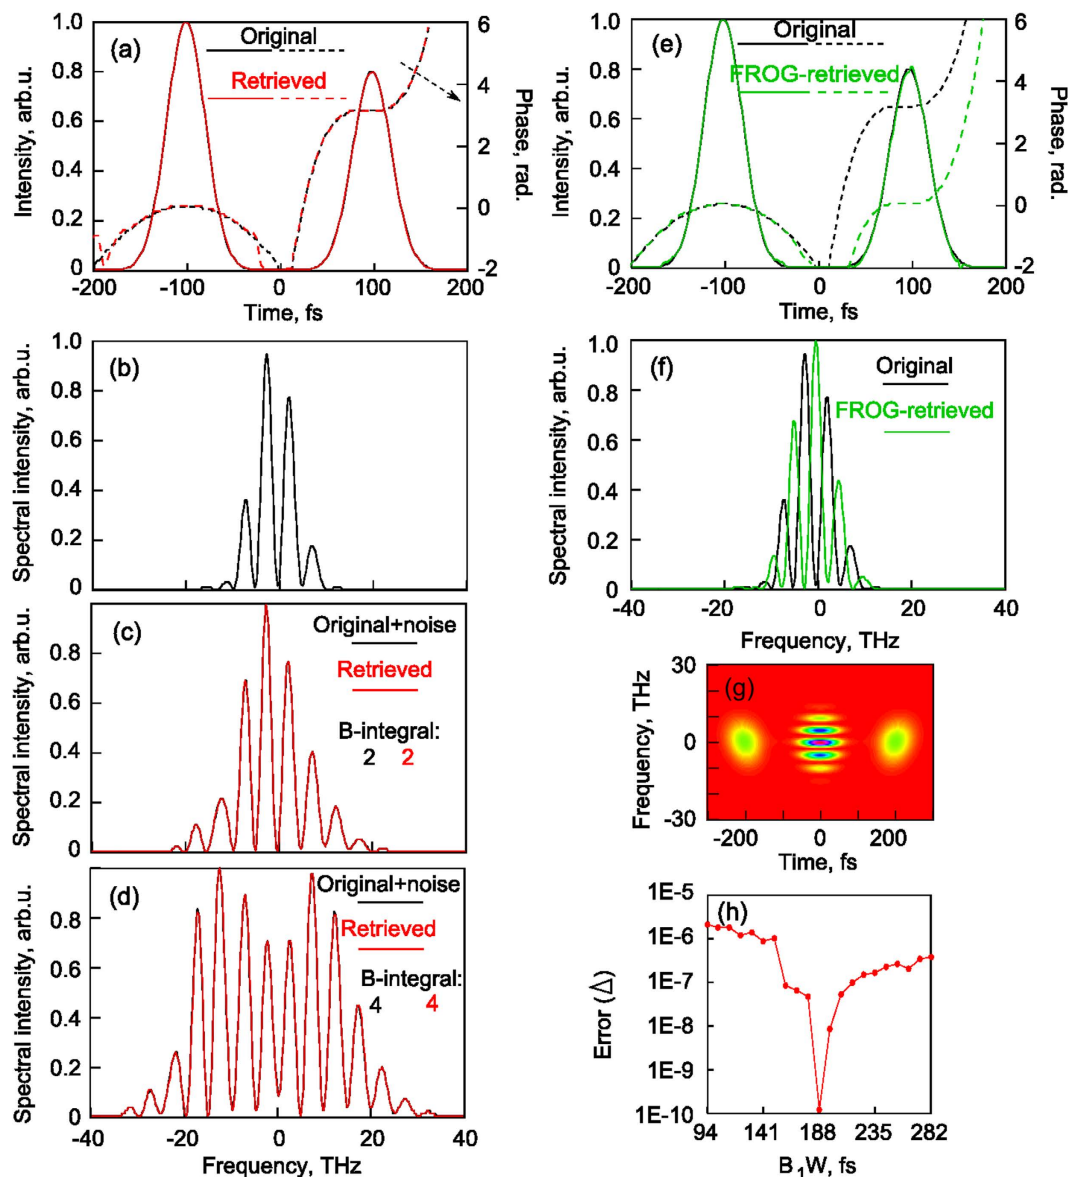 (a)
Original
Retrieved
Intensity, arb.u.
1.0
0.8
0.6
0.4
0.2
0
6
4
2
0
-2
Phase, rad.
-200 -100 0 100 200
Time, fs
(e)
Original
FROG-retrieved
Intensity, arb.u.
1.0
0.8
0.6
0.4
0.2
0
6
4
2
0
-2
Phase, rad.
-200 -100 0 100 200
Time, fs
(b)
Spectral intensity, arb.u.
1.0
0.8
0.6
0.4
0.2
0
(f)
Original
FROG-retrieved
Spectral intensity, arb.u.
1.0
0.8
0.6
0.4
0.2
0
-40 -20 0 20 40
Frequency, THz
(c)
Original+noise
Retrieved
B-integral:
2 2
Spectral intensity, arb.u.
0.8
0.6
0.4
0.2
0
(g)
Frequency, THz
30
0
-30
-200 0 200
Time, fs
(d)
Original+noise
Retrieved
B-integral:
4 4
Spectral intensity, arb.u.
0.8
0.6
0.4
0.2
0
-40 -20 0 20 40
Frequency, THz
(h)
Error (Δ)
1E-5
1E-6
1E-7
1E-8
1E-9
1E-10
94 141 188 235 282
B₁W, fs